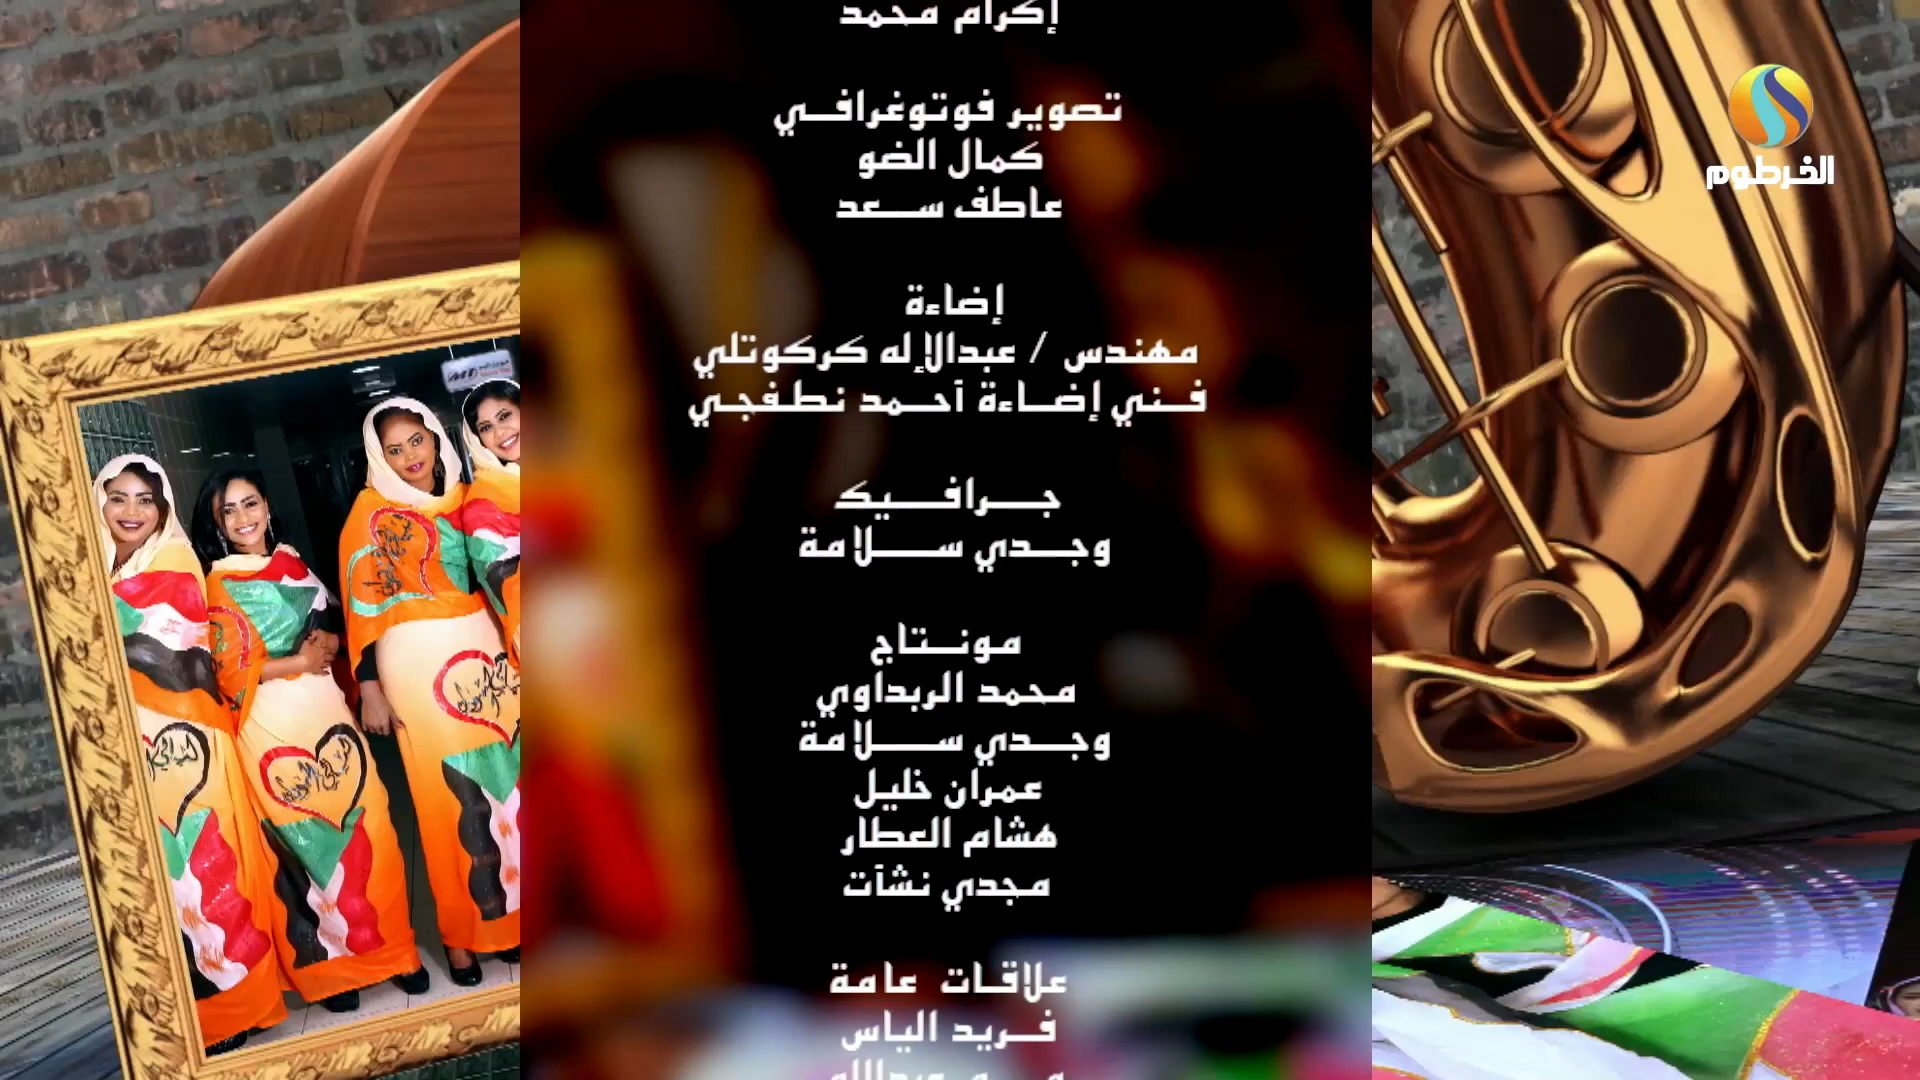 إكرام محمد
تصوير فوتوغرافي
كمال الضو
عاطف سعد
إضاءة
مهندس / عبدالإله كركوتلي
فني إضاءة أحمد نطفجي
جرافيك
وجدي سلامة
مونتاج
محمد الربداوي
وجدي سلامة
عمران خليل
هشام العطار
مجدي نشأت
علاقات عامة
فريد الياس
الخرطوم